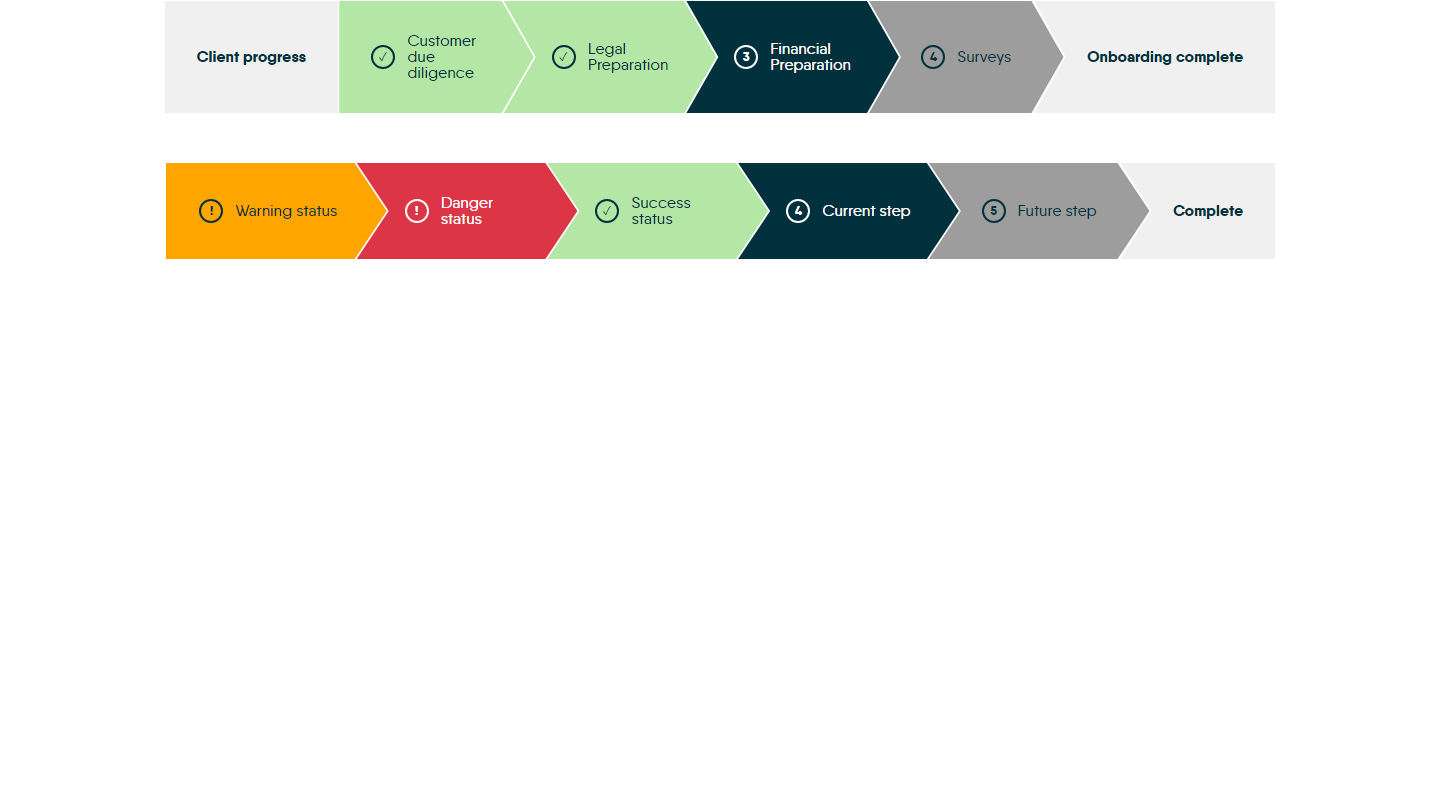 Client progress
✓ Customer
due
diligence
✓ Legal
Preparation
3 Financial
Preparation
4 Surveys
Onboarding complete
! Warning status
! Danger
status
✓ Success
status
4 Current step
5 Future step
Complete